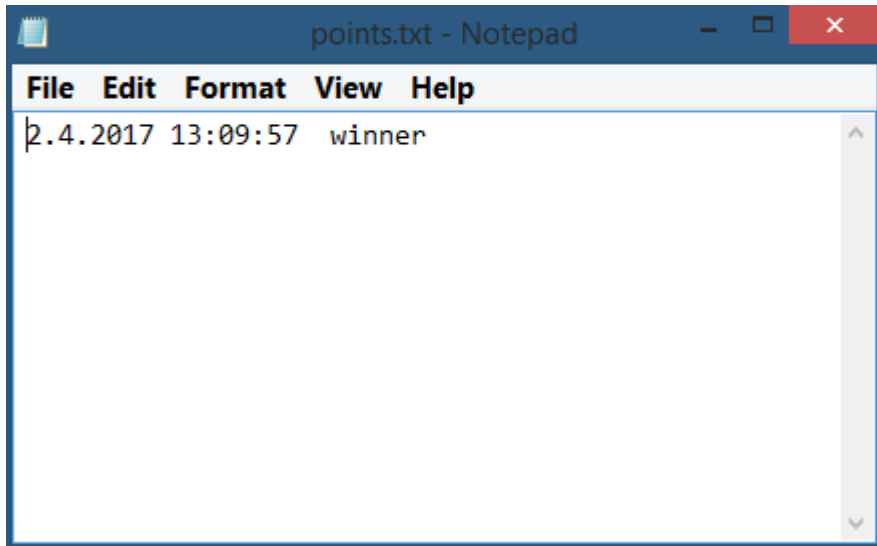 points.txt - Notepad
File Edit Format View Help
2.4.2017 13:09:57  winner